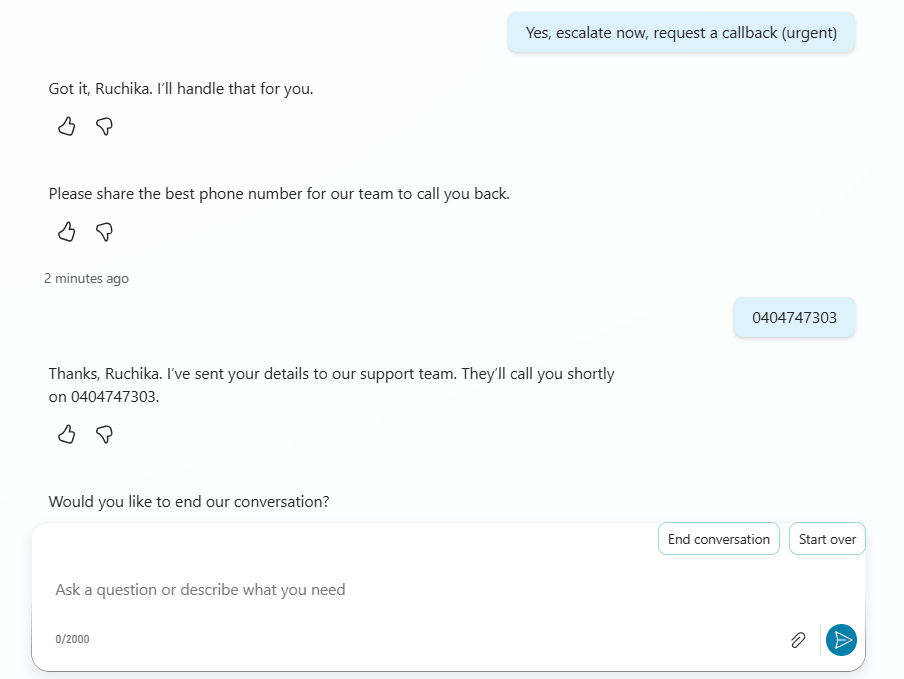 Yes, escalate now, request a callback (urgent)
Got it, Ruchika. I’ll handle that for you.
Please share the best phone number for our team to call you back.
2 minutes ago
0404747303
Thanks, Ruchika. I’ve sent your details to our support team. They’ll call you shortly
on 0404747303.
Would you like to end our conversation?
End conversation
Start over
Ask a question or describe what you need
0/2000